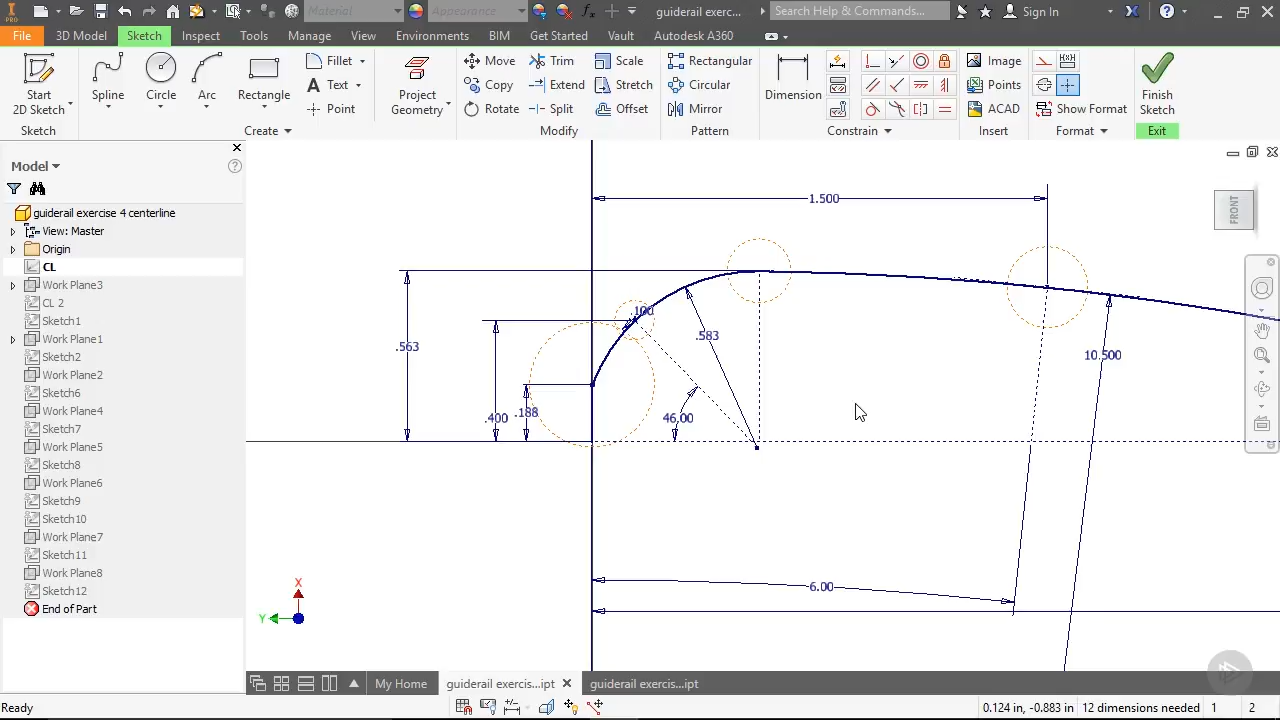 PRO
Material
Appearance
fx
guiderail exerc...
Search Help & Commands...
Sign In
File
3D Model
Sketch
Inspect
Tools
Manage
View
Environments
BIM
Get Started
Vault
Autodesk A360
Start
2D Sketch
Spline
Circle
Arc
Rectangle
Fillet
Text
Point
Project
Geometry
Move
Copy
Rotate
Trim
Extend
Split
Scale
Stretch
Offset
Rectangular
Circular
Mirror
Dimension
Image
Points
ACAD
Show Format
Finish
Sketch
Sketch
Create
Modify
Pattern
Constrain
Insert
Format
Exit
Model
guiderail exercise 4 centerline
View: Master
Origin
CL
Work Plane3
CL 2
Sketch1
Work Plane1
Sketch2
Work Plane2
Sketch6
Work Plane4
Sketch7
Work Plane5
Sketch8
Work Plane6
Sketch9
Sketch10
Work Plane7
Sketch11
Work Plane8
Sketch12
End of Part
1.500
FRONT
.100
.583
.563
10.500
.400
.188
46.00
6.00
X
Y
My Home
guiderail exercis...ipt
guiderail exercis...ipt
Ready
0.124 in, -0.883 in
12 dimensions needed
1
2